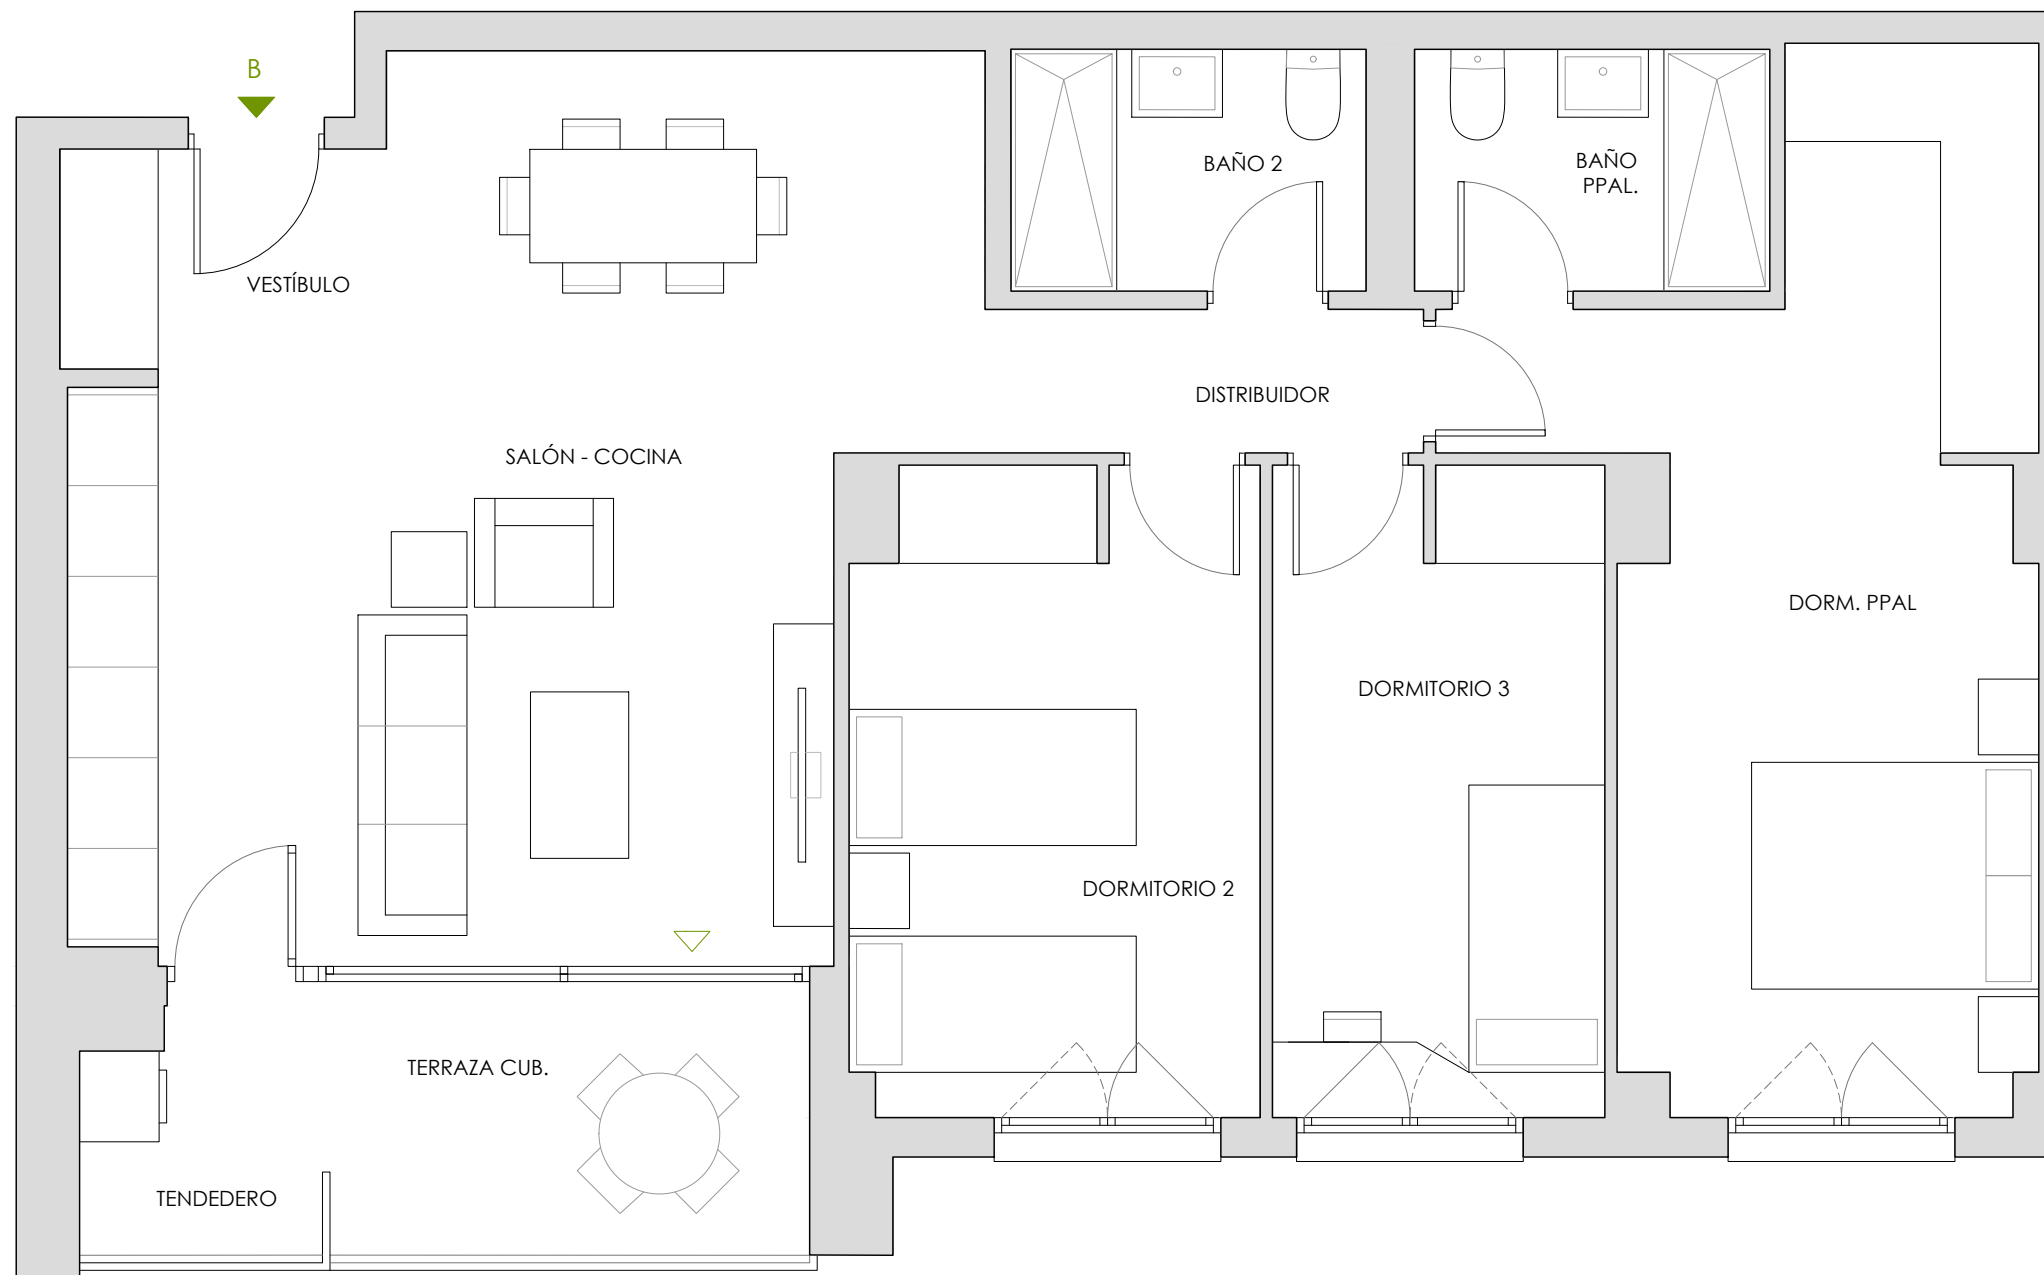 B
BAÑO 2
BAÑO
PPAL.
VESTÍBULO
DISTRIBUIDOR
SALÓN - COCINA
DORM. PPAL
DORMITORIO 3
DORMITORIO 2
TERRAZA CUB.
TENDEDERO